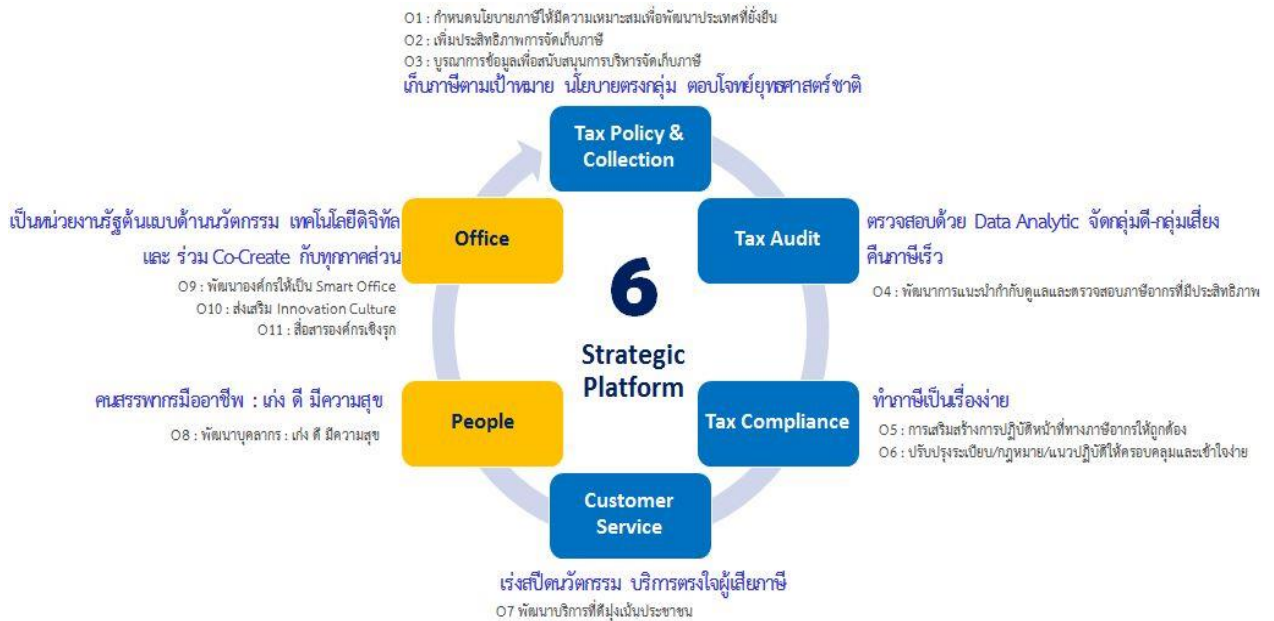 O1 : กำหนดนโยบายภาษีให้มีความเหมาะสมเพื่อพัฒนาประเทศที่ยั่งยืน
O2 : เพิ่มประสิทธิภาพการจัดเก็บภาษี
O3 : บูรณาการข้อมูลเพื่อสนับสนุนการบริหารจัดเก็บภาษี
เก็บภาษีตามเป้าหมาย นโยบายตรงกลุ่ม ตอบโจทย์ยุทธศาสตร์ชาติ
Tax Policy &
Collection
เป็นหน่วยงานรัฐต้นแบบด้านนวัตกรรม เทคโนโลยีดิจิทัล
และ ร่วม Co-Create กับทุกภาคส่วน
O9 : พัฒนาองค์กรให้เป็น Smart Office
O10 : ส่งเสริม Innovation Culture
O11 : สื่อสารองค์กรเชิงรุก
Office
Tax Audit
ตรวจสอบด้วย Data Analytic จัดกลุ่มดี-กลุ่มเสี่ยง
คืนภาษีเร็ว
O4 : พัฒนาการแนะนำกำกับดูแลและตรวจสอบภาษีอากรที่มีประสิทธิภาพ
6
Strategic
Platform
คนสรรพากรมืออาชีพ : เก่ง ดี มีความสุข
O8 : พัฒนาบุคลากร : เก่ง ดี มีความสุข
People
Tax Compliance
ทำภาษีเป็นเรื่องง่าย
O5 : การเสริมสร้างการปฏิบัติหน้าที่ทางภาษีอากรให้ถูกต้อง
O6 : ปรับปรุงระเบียบ/กฎหมาย/แนวปฏิบัติให้ครอบคลุมและเข้าใจง่าย
Customer
Service
เร่งสปีดนวัตกรรม บริการตรงใจผู้เสียภาษี
O7 พัฒนาบริการที่ดีมุ่งเน้นประชาชน